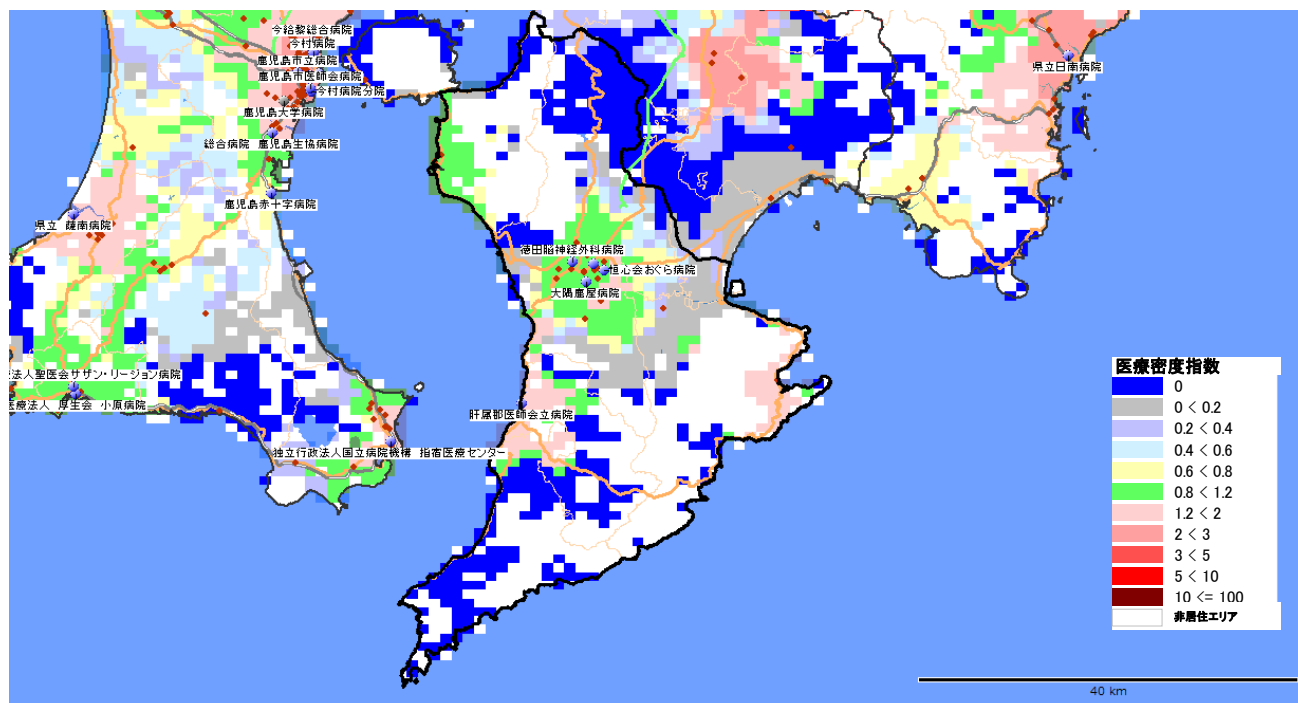 今給黎総合病院
今村病院
鹿児島市立病院
鹿児島市医師会病院
今村病院分院
鹿児島大学病院
総合病院 鹿児島生協病院
鹿児島赤十字病院
県立 薩南病院
県立日南病院
徳田脳神経外科病院
恒心会おぐら病院
大隅鹿屋病院
法人聖医会サザン・リージョン病院
医療法人 厚生会 小原病院
肝属郡医師会立病院
独立行政法人国立病院機構 指宿医療センター
医療密度指数
0
0 < 0.2
0.2 < 0.4
0.4 < 0.6
0.6 < 0.8
0.8 < 1.2
1.2 < 2
2 < 3
3 < 5
5 < 10
10 <= 100
非居住エリア
40 km